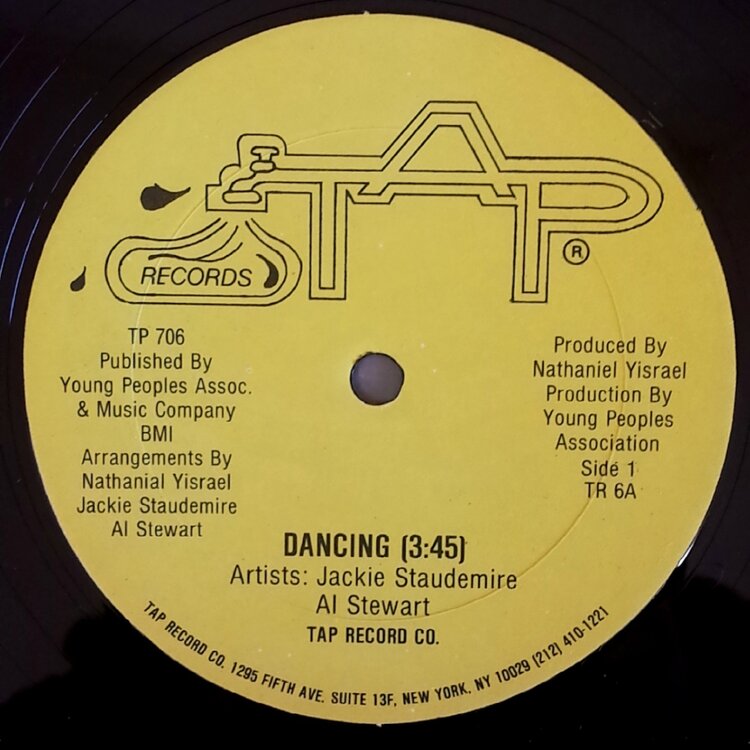 TAP
®
RECORDS
TP 706
Published By
Young Peoples Assoc.
& Music Company
BMI
Arrangements By
Nathanial Yisrael
Jackie Staudemire
Al Stewart
Produced By
Nathaniel Yisrael
Production By
Young Peoples
Association
Side 1
TR 6A
DANCING (3:45)
Artists: Jackie Staudemire
Al Stewart
TAP RECORD CO.
TAP RECORD CO. 1295 FIFTH AVE. SUITE 13F, NEW YORK, NY 10029 (212) 410-1221